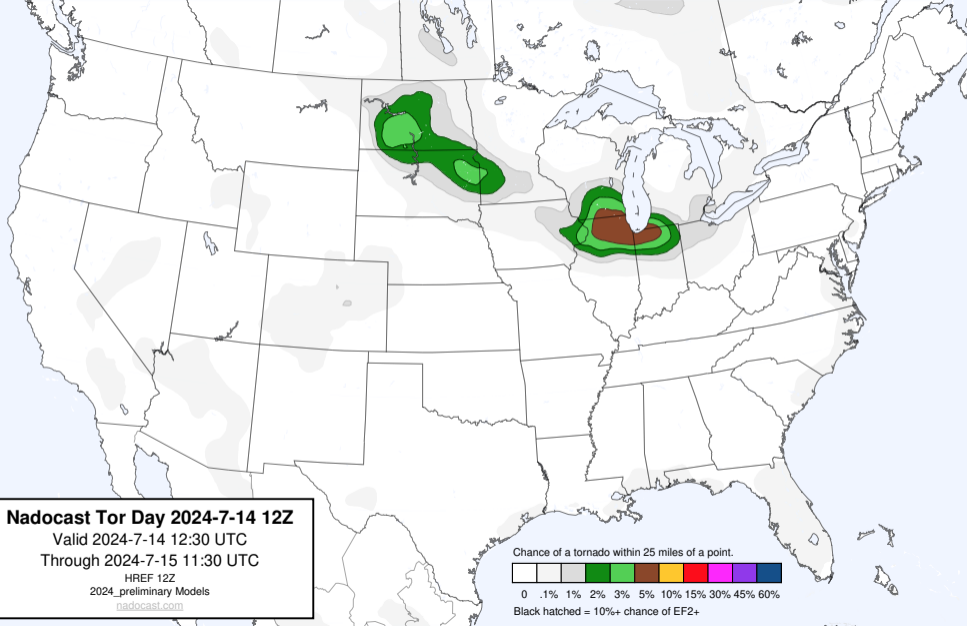 Nadocast Tor Day 2024-7-14 12Z
Valid 2024-7-14 12:30 UTC
Through 2024-7-15 11:30 UTC
HREF 12Z
2024_preliminary Models
nadocast.com
Chance of a tornado within 25 miles of a point.
0 .1% 1% 2% 3% 5% 10% 15% 30% 45% 60%
Black hatched = 10%+ chance of EF2+